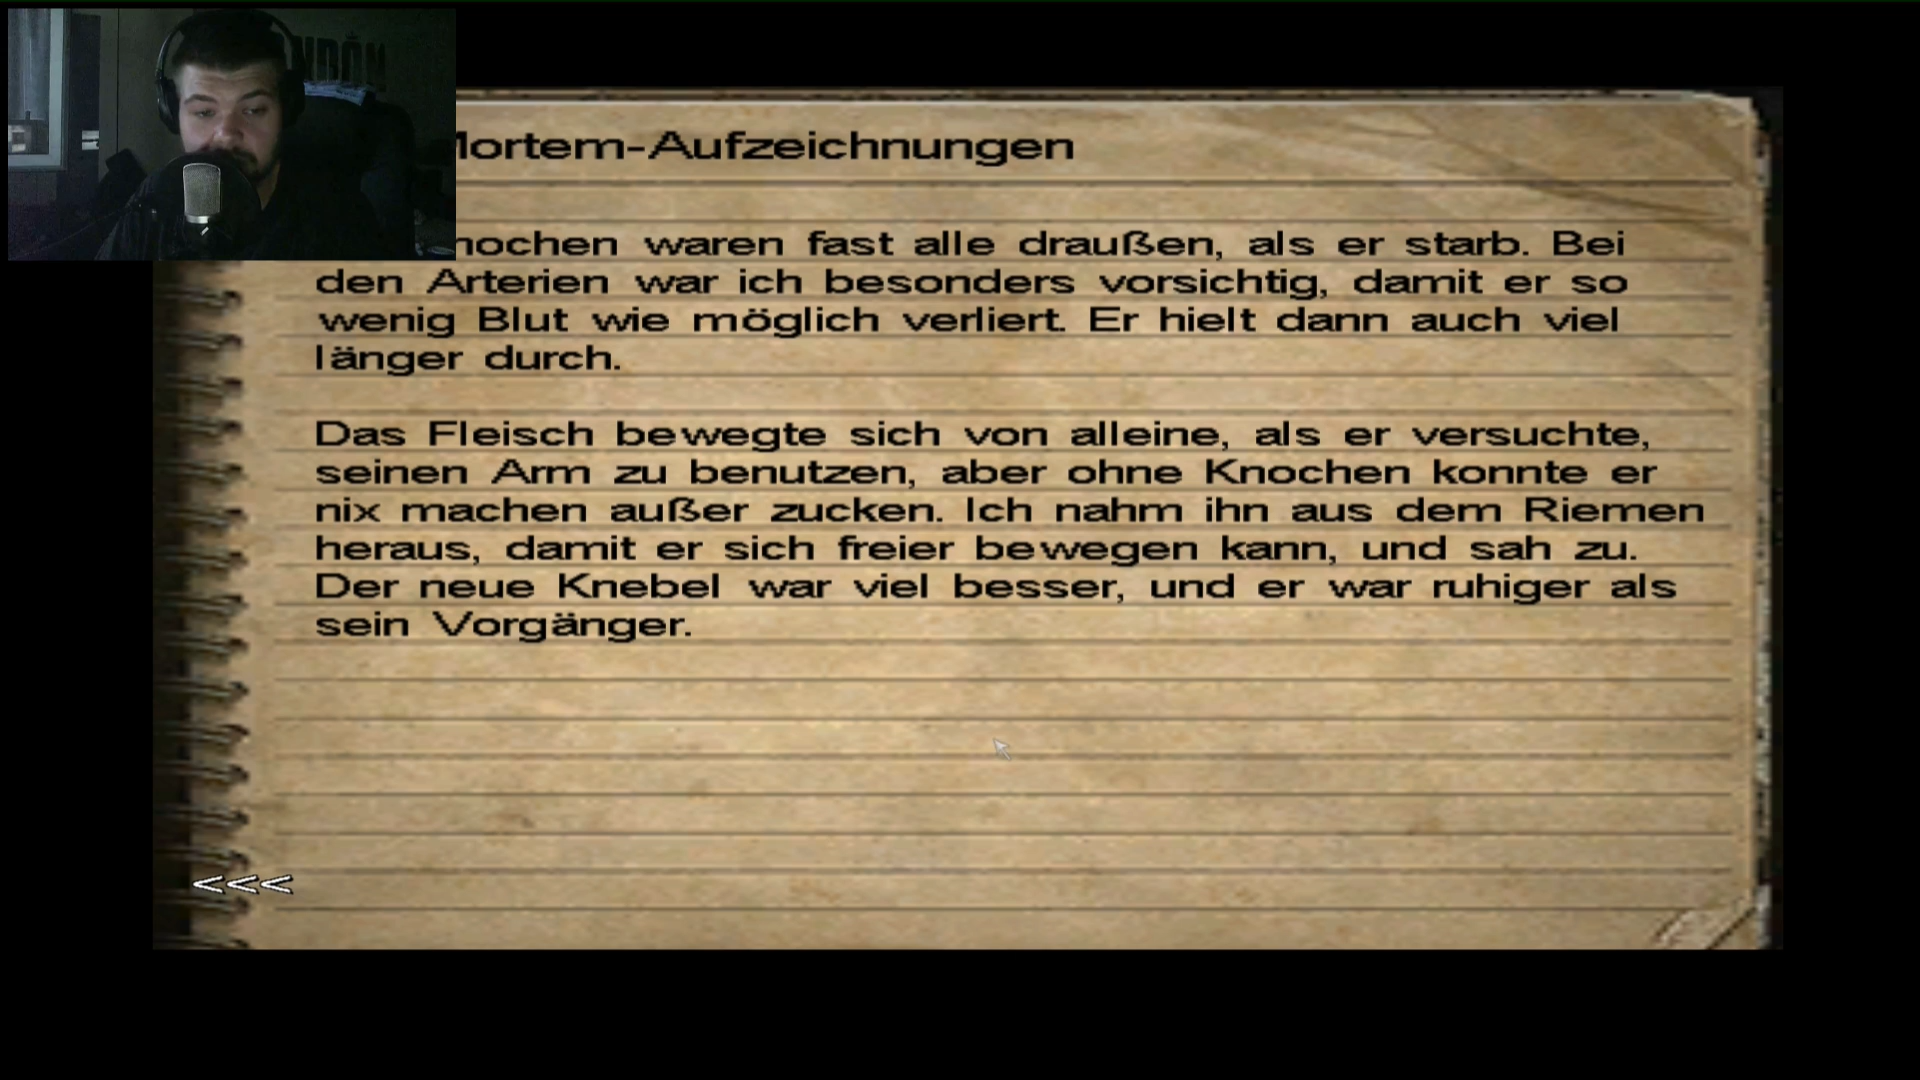 Mortem-Aufzeichnungen
nochen waren fast alle draußen, als er starb. Bei
den Arterien war ich besonders vorsichtig, damit er so
wenig Blut wie möglich verliert. Er hielt dann auch viel
länger durch.
Das Fleisch bewegte sich von alleine, als er versuchte,
seinen Arm zu benutzen, aber ohne Knochen konnte er
nix machen außer zucken. Ich nahm ihn aus dem Riemen
heraus, damit er sich freier bewegen kann, und sah zu.
Der neue Knebel war viel besser, und er war ruhiger als
sein Vorgänger.
<<<